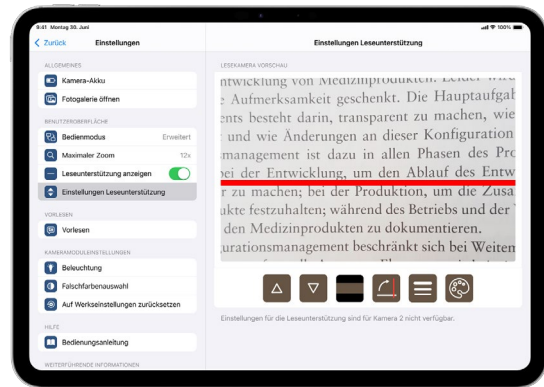 9:41 Montag 30. Juni
100%
Zurück
Einstellungen
ALLGEMEINES
Kamera-Akku
Fotogalerie öffnen
BENUTZEROBERFLÄCHE
Bedienmodus Erweitert
Maximaler Zoom 12x
Leseunterstützung anzeigen
Einstellungen Leseunterstützung
VORLESEN
Vorlesen
KAMERAMODULEINSTELLUNGEN
Beleuchtung
Falschfarbenauswahl
Auf Werkseinstellungen zurücksetzen
HILFE
Bedienungsanleitung
WEITERFÜHRENDE INFORMATIONEN
Einstellungen Leseunterstützung
LESEKAMERA VORSCHAU
ntwicklung von Medizinprodukten. Leider wird
e Aufmerksamkeit geschenkt. Die Hauptaufgab
ents besteht darin, transparent zu machen, wie
und wie Änderungen an dieser Konfiguration
smanagement ist dazu in allen Phasen des Pro
bei der Entwicklung, um den Ablauf des Entw
r zu machen; bei der Produktion, um die Zusa
ukte festzuhalten; während des Betriebs und der
den Medizinprodukten zu dokumentieren.
urationsmanagement beschränkt sich bei Weitem
Einstellungen für die Leseunterstützung sind für Kamera 2 nicht verfügbar.